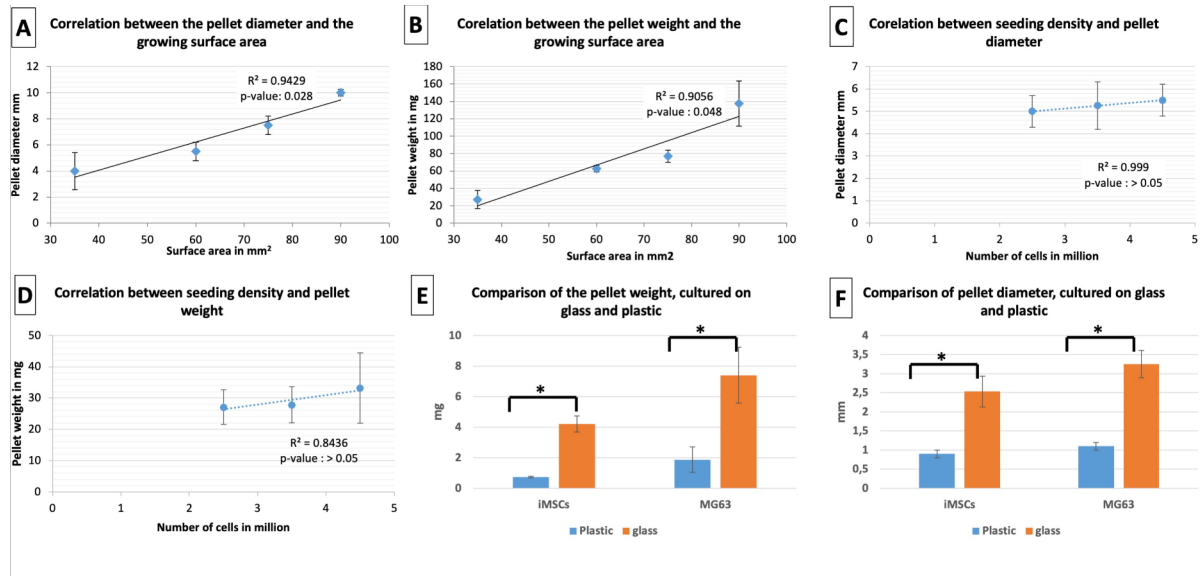 A
Correlation between the pellet diameter and the
growing surface area
Pellet diameter mm
12
10
8
6
4
2
0
R² = 0.9429
p-value: 0.028
30 40 50 60 70 80 90 100
Surface area in mm²
B
Corelation between the pellet weight and the
growing surface area
Pellet weight in mg
180
160
140
120
100
80
60
40
20
0
R² = 0.9056
p-value : 0.048
30 40 50 60 70 80 90 100
Surface area in mm2
C
Corelation between seeding density and pellet
diameter
Pellet diameter mm
7
6
5
4
3
2
1
0
R² = 0.999
p-value : > 0.05
0 1 2 3 4 5
Number of cells in million
D
Correlation between seeding density and pellet
weight
Pellet weight in mg
50
40
30
20
10
0
R² = 0.8436
p-value : > 0.05
0 1 2 3 4 5
Number of cells in million
E
Comparison of the pellet weight, cultured on
glass and plastic
mg
10
8
6
4
2
0
*
*
iMSCs MG63
Plastic glass
F
Comparison of pellet diameter, cultured on glass
and plastic
mm
4
3,5
3
2,5
2
1,5
1
0,5
0
*
*
iMSCs MG63
Plastic glass